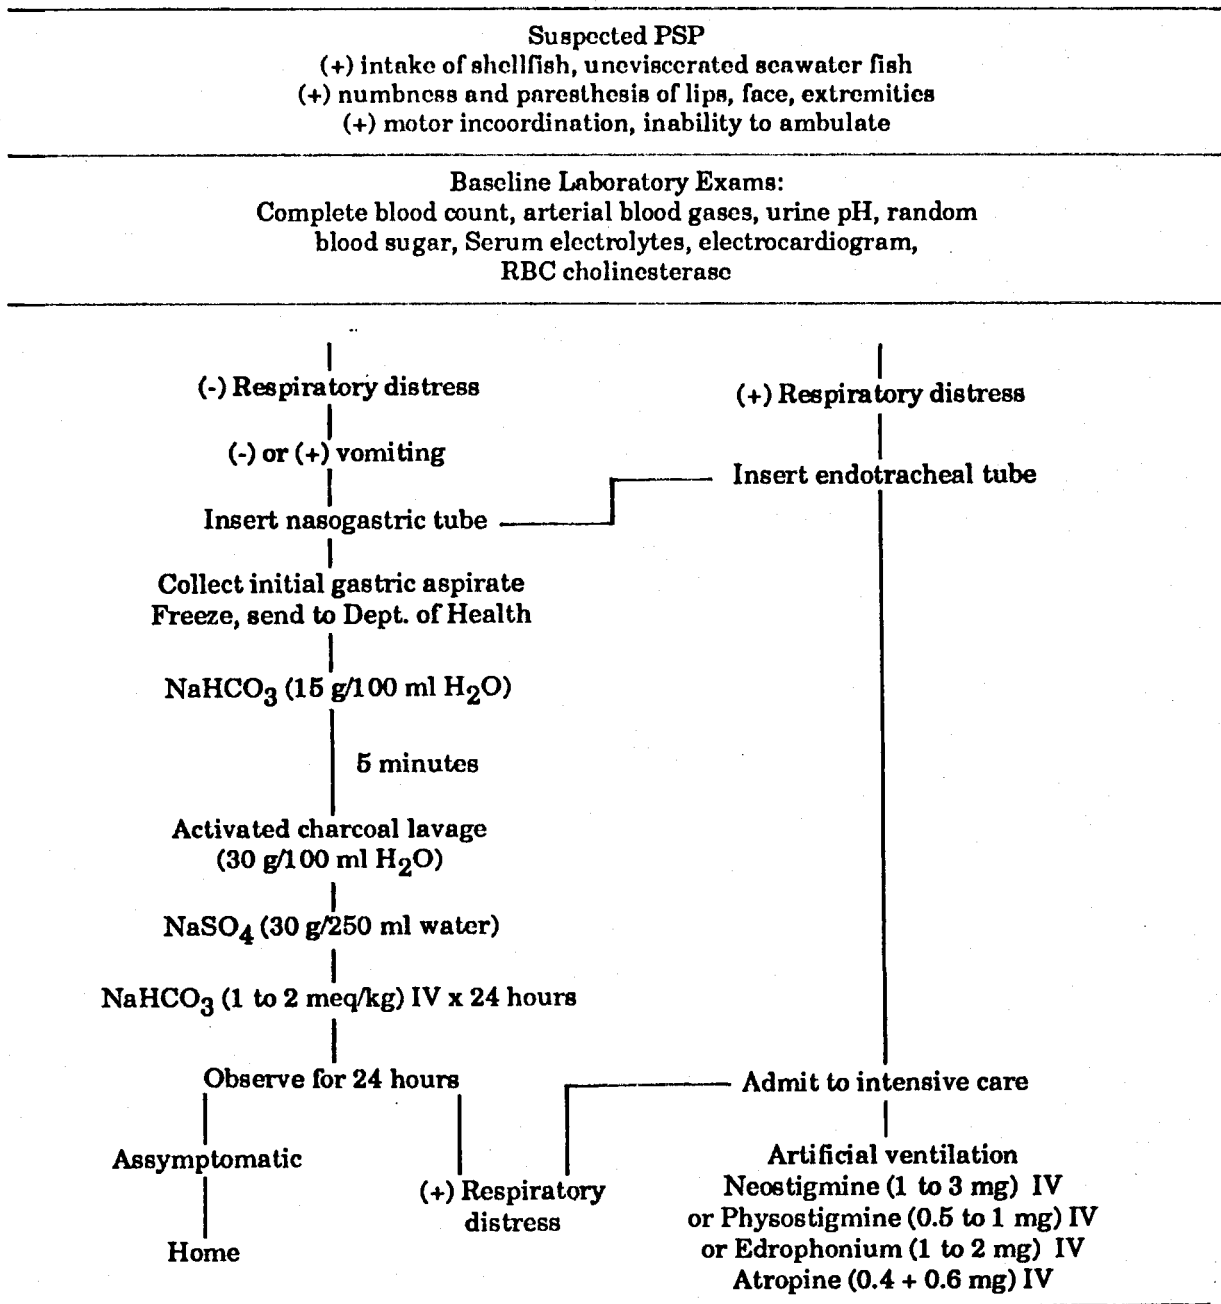 Suspected PSP
(+) intake of shellfish, uneviscerated seawater fish
(+) numbness and paresthesis of lips, face, extremities
(+) motor incoordination, inability to ambulate
Baseline Laboratory Exams:
Complete blood count, arterial blood gases, urine pH, random
blood sugar, Serum electrolytes, electrocardiogram,
RBC cholinesterase
(-) Respiratory distress
(+) Respiratory distress
(-) or (+) vomiting
Insert endotracheal tube
Insert nasogastric tube
Collect initial gastric aspirate
Freeze, send to Dept. of Health
NaHCO3 (15 g/100 ml H2O)
5 minutes
Activated charcoal lavage
(30 g/100 ml H2O)
NaSO4 (30 g/250 ml water)
NaHCO3 (1 to 2 meq/kg) IV x 24 hours
Observe for 24 hours
Admit to intensive care
Assymptomatic
(+) Respiratory
distress
Home
Artificial ventilation
Neostigmine (1 to 3 mg) IV
or Physostigmine (0.5 to 1 mg) IV
or Edrophonium (1 to 2 mg) IV
Atropine (0.4 + 0.6 mg) IV